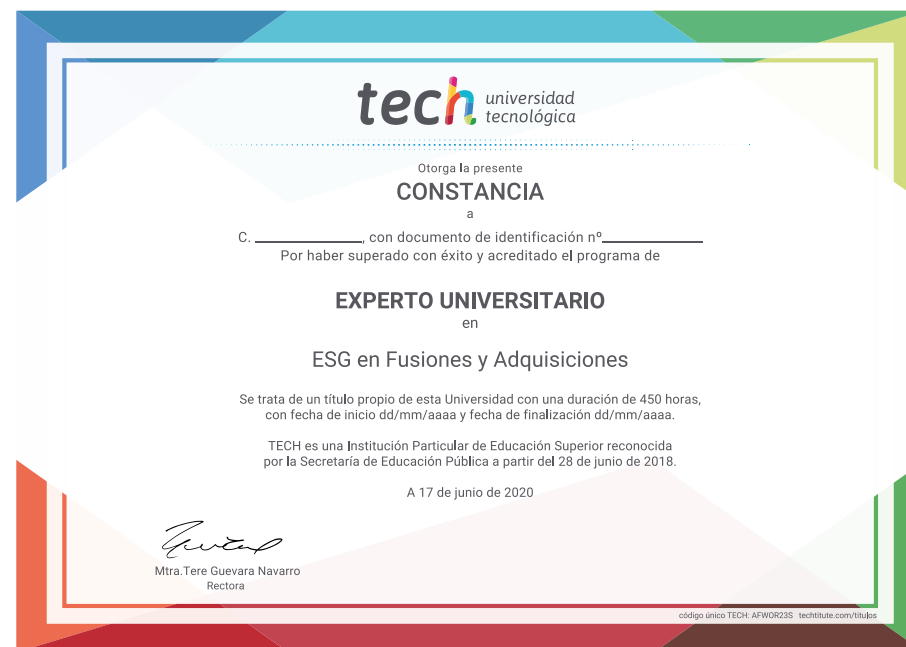 tech universidad
tecnológica
Otorga la presente
CONSTANCIA
a
C. ______________, con documento de identificación nº_____________
Por haber superado con éxito y acreditado el programa de
EXPERTO UNIVERSITARIO
en
ESG en Fusiones y Adquisiciones
Se trata de un título propio de esta Universidad con una duración de 450 horas,
con fecha de inicio dd/mm/aaaa y fecha de finalización dd/mm/aaaa.
TECH es una Institución Particular de Educación Superior reconocida
por la Secretaría de Educación Pública a partir del 28 de junio de 2018.
A 17 de junio de 2020
Mtra.Tere Guevara Navarro
Rectora
código único TECH: AFWOR23S techtitute.com/titulos